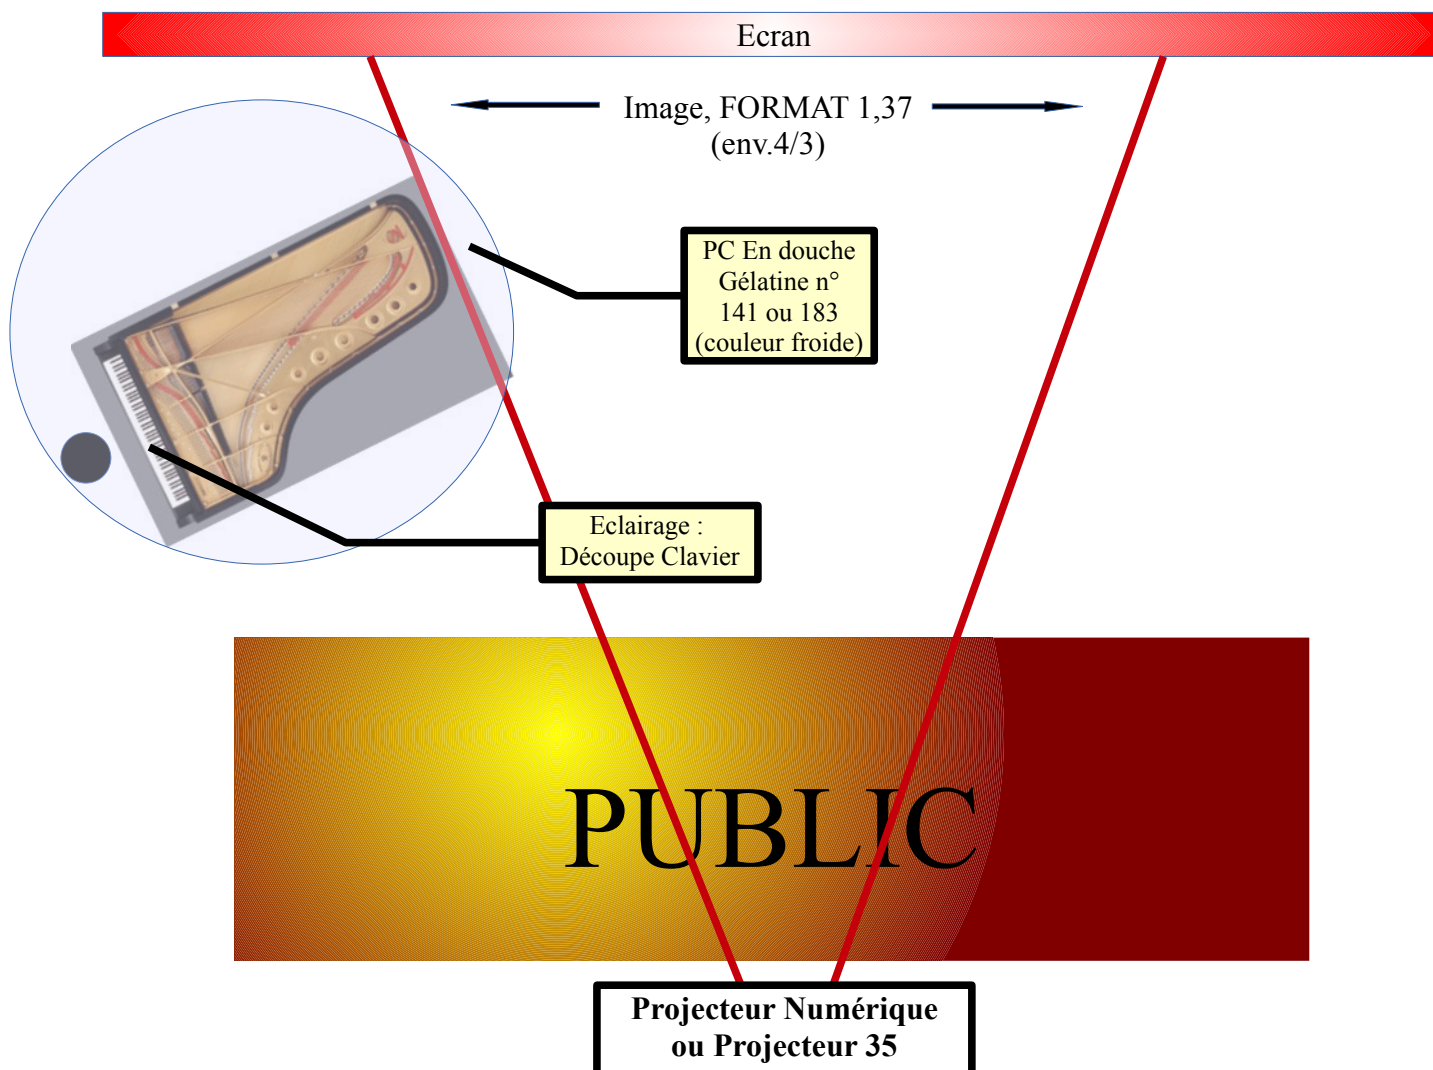 Ecran
Image, FORMAT 1,37
(env.4/3)
PC En douche
Gélatine n°
141 ou 183
(couleur froide)
Eclairage :
Découpe Clavier
PUBLIC
Projecteur Numérique
ou Projecteur 35